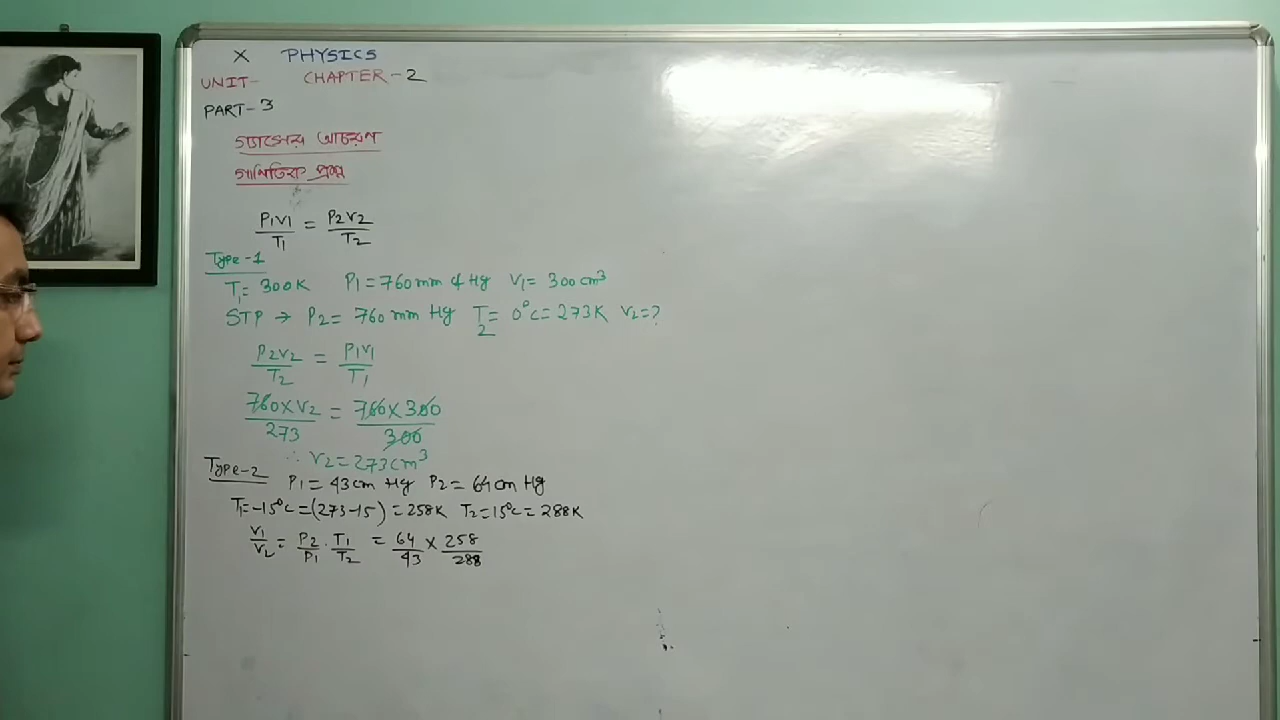 X PHYSICS
UNIT- CHAPTER-2
PART-3
গ্যাসের আচরণ
গাণিতিক প্রশ্ন
P1V1/T1 = P2V2/T2
Type-1
T1= 300K P1=760mm of Hg V1= 300cm³
STP → P2= 760 mm Hg T2= 0°C=273K V2=?
P2V2/T2 = P1V1/T1
760×V2/273 = 760×300/300
∴ V2=273cm³
Type-2
P1= 43cm Hg P2= 64cm Hg
T1=-15°C=(273-15)=258K T2=15°C=288K
V1/V2 = P2/P1 . T1/T2 = 64/43 × 258/288